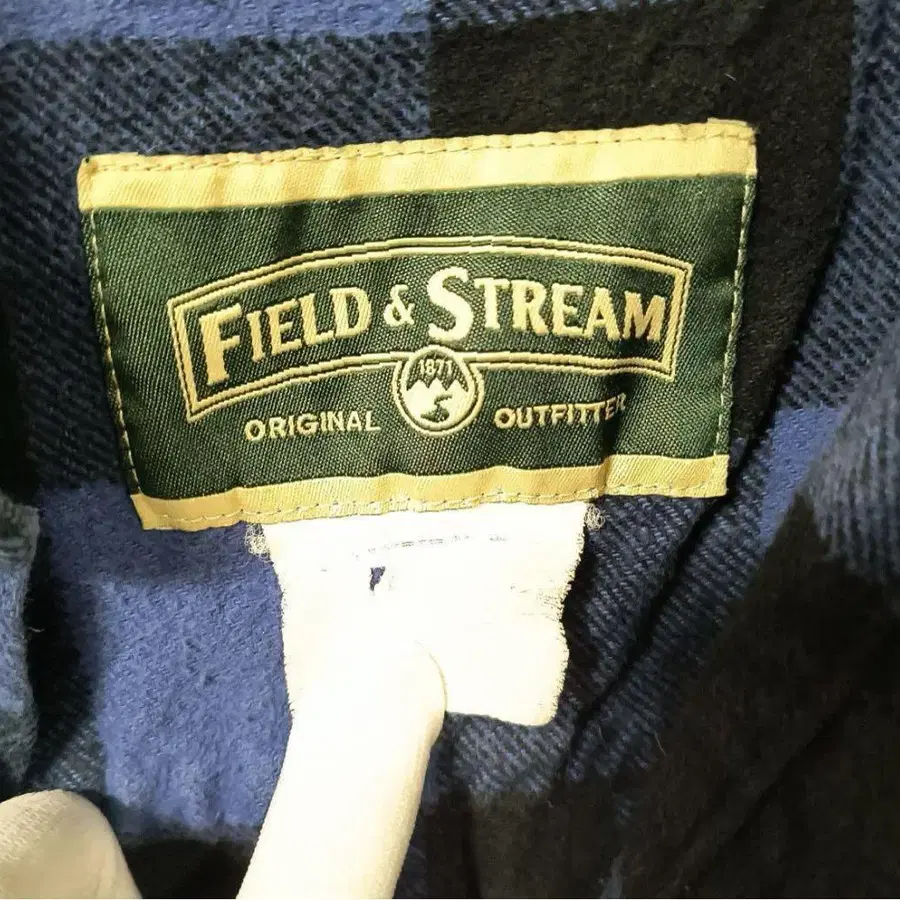 FIELD & STREAM
1871
ORIGINAL OUTFITTER